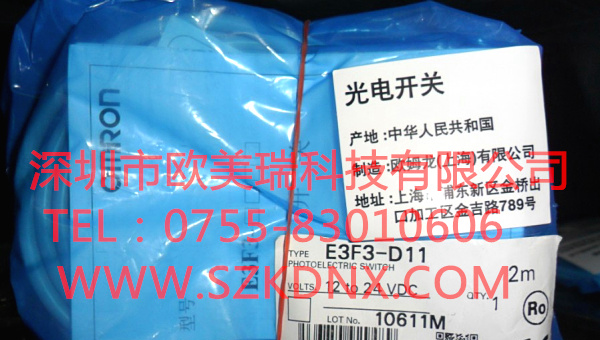 光电开关
产地：中华人民共和国
制造：欧姆龙(上海)有限公司
地址：上海 浦东新区金桥出
口加工区金吉路789号
深圳市欧美瑞科技有限公司
TEL：0755-83010606
WWW.SZKDNA.COM
omRon
型号
E3F3-
TYPE E3F3-D11
PHOTOELECTRIC SWITCH
2m
VOLTS. 12 to 24 VDC
QTY. 1
LOT No. 10611M
Ro